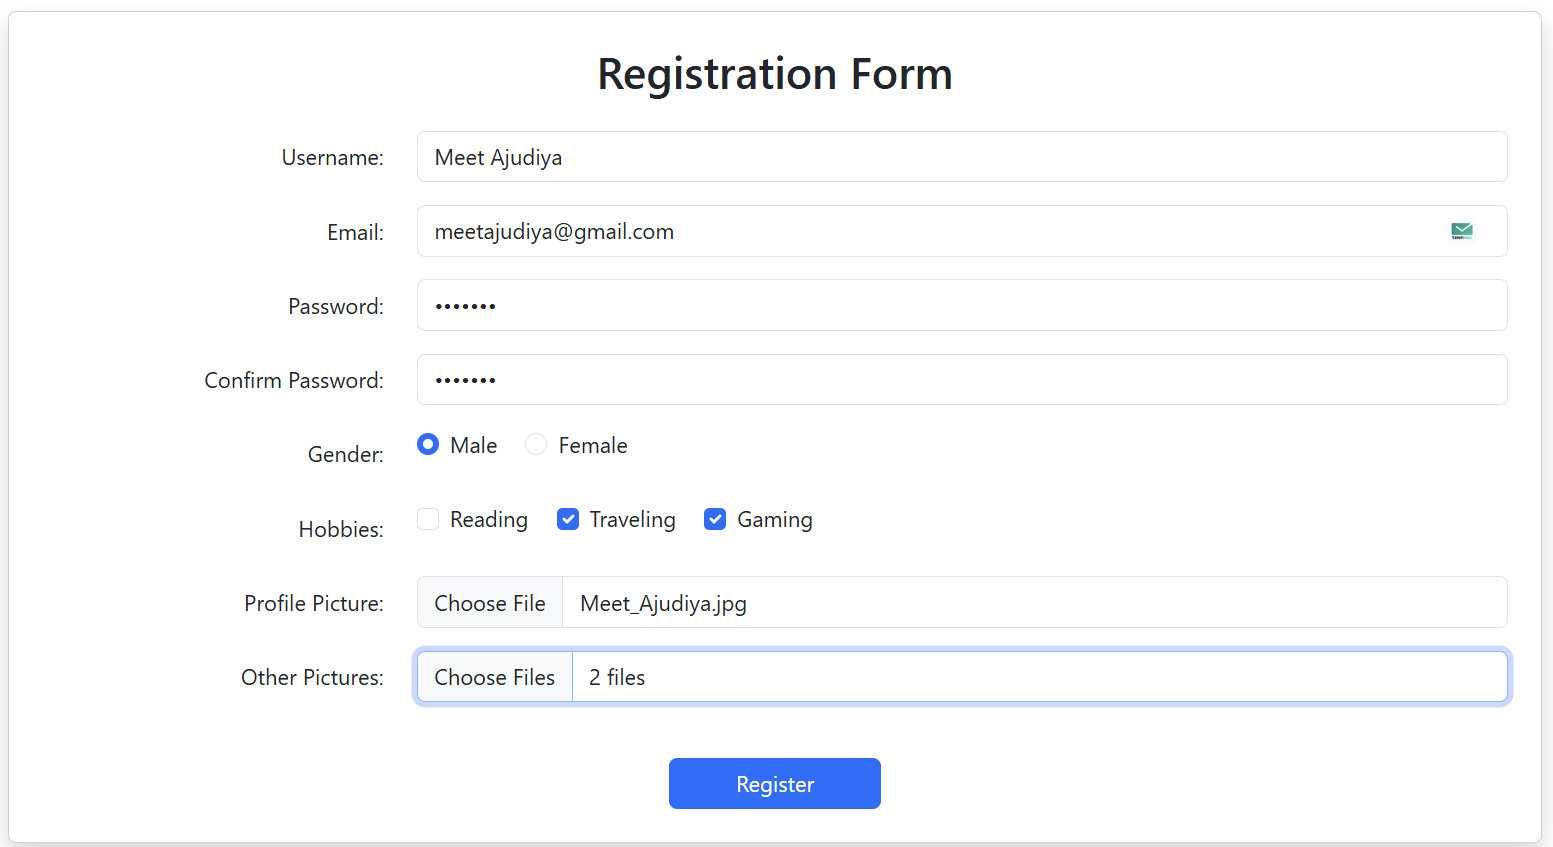 Registration Form
Username: Meet Ajudiya
Email: meetajudiya@gmail.com
Password: •••••••
Confirm Password: •••••••
Gender: Male Female
Hobbies: Reading Traveling Gaming
Profile Picture: Choose File Meet_Ajudiya.jpg
Other Pictures: Choose Files 2 files
Register